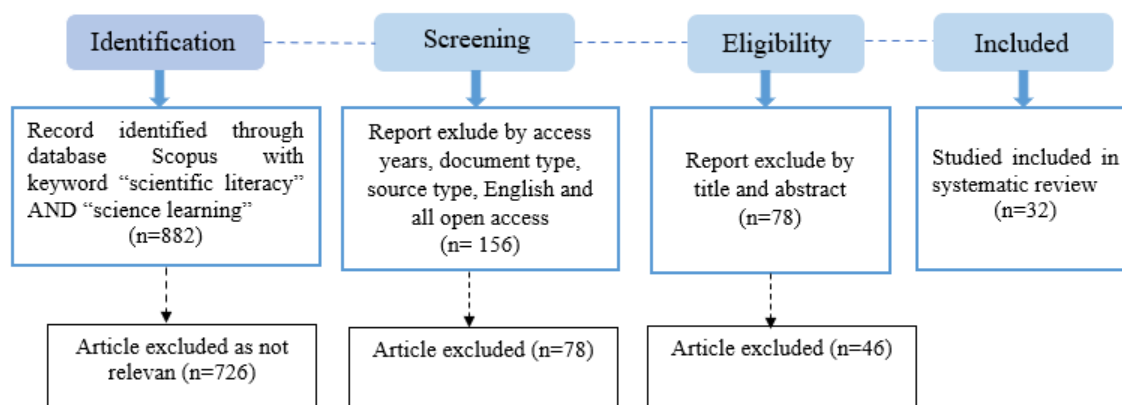 Identification
Screening
Eligibility
Included
Record identified through
database Scopus with
keyword “scientific literacy”
AND “science learning”
(n=882)
Report exlude by access
years, document type,
source type, English and
all open access
(n= 156)
Report exclude by
title and abstract
(n=78)
Studied included in
systematic review
(n=32)
Article excluded as not
relevan (n=726)
Article excluded (n=78)
Article excluded (n=46)